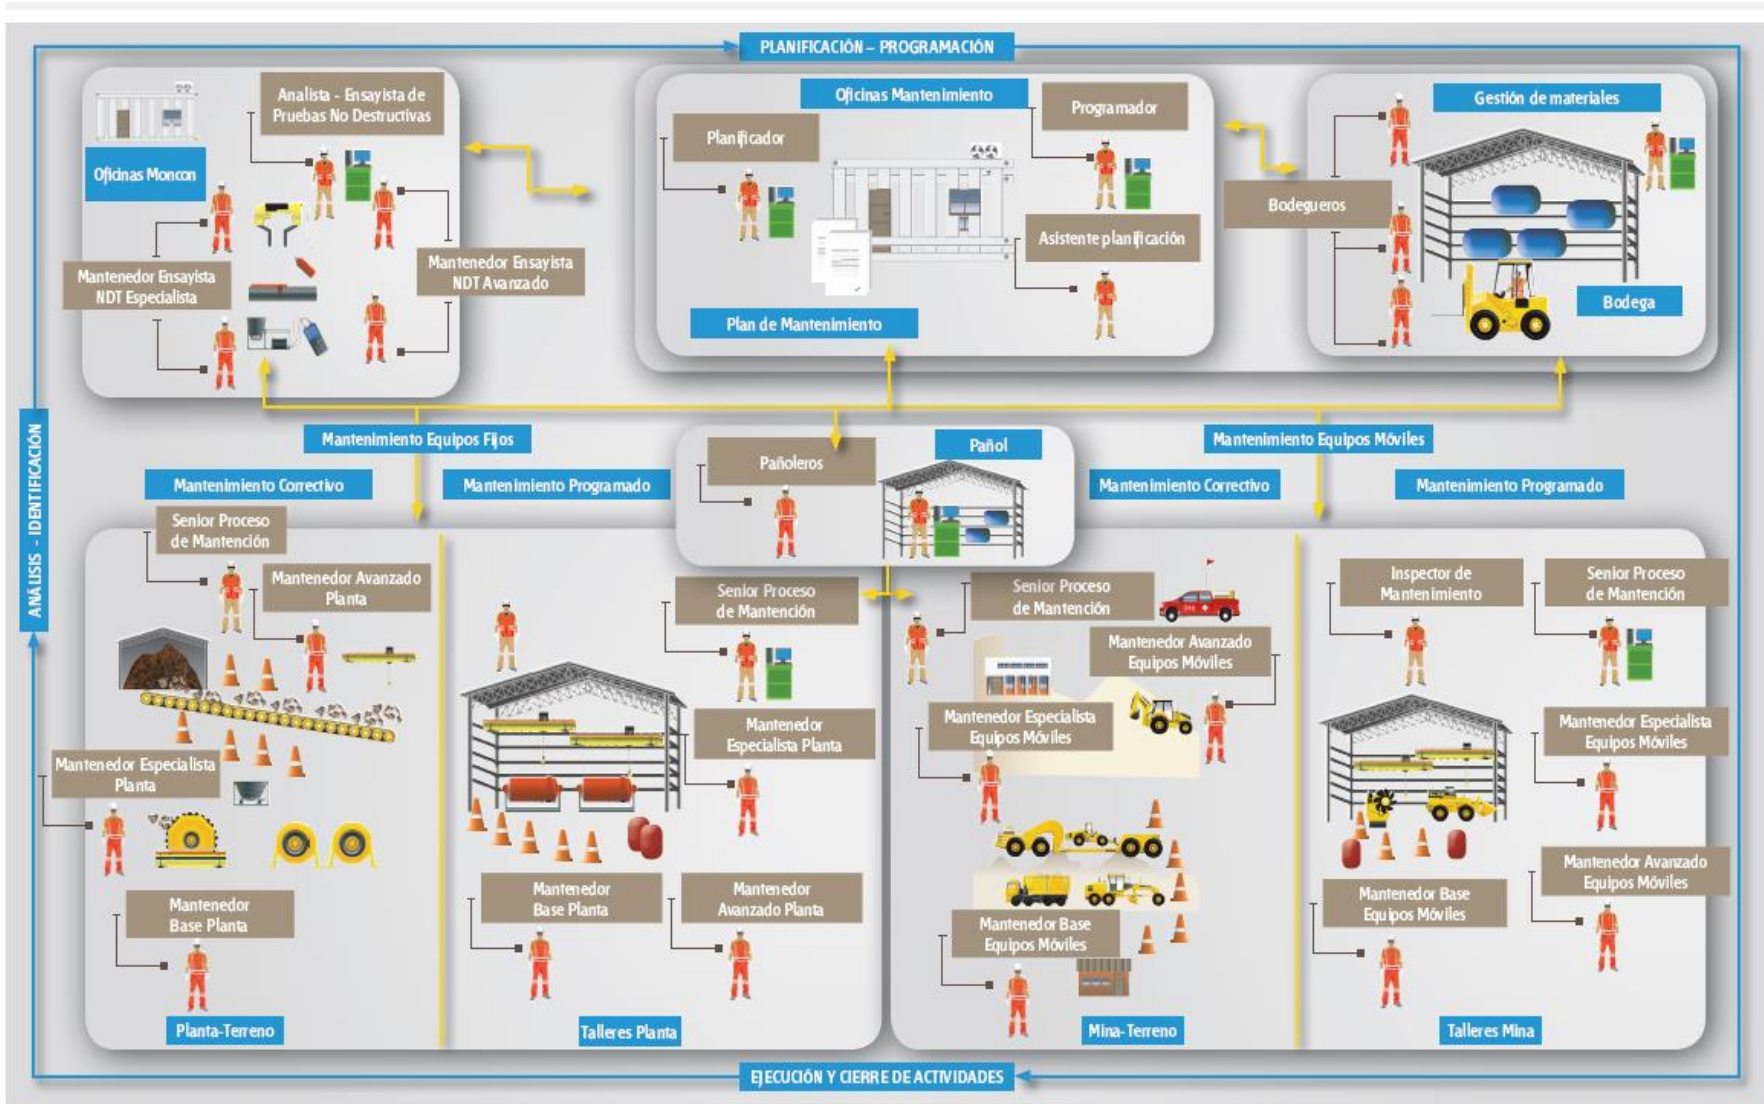 PLANIFICACIÓN – PROGRAMACIÓN
Analista - Ensayista de
Pruebas No Destructivas
Oficinas Moncon
Mantenedor Ensayista
NDT Especialista
Mantenedor Ensayista
NDT Avanzado
Oficinas Mantenimiento
Planificador
Programador
Asistente planificación
Plan de Mantenimiento
Gestión de materiales
Bodegueros
Bodega
ANÁLISIS - IDENTIFICACIÓN
Mantenimiento Equipos Fijos
Mantenimiento Correctivo
Mantenimiento Programado
Pañoleros
Pañol
Mantenimiento Equipos Móviles
Mantenimiento Correctivo
Mantenimiento Programado
Senior Proceso
de Mantención
Mantenedor Avanzado
Planta
Mantenedor Especialista
Planta
Mantenedor
Base Planta
Planta-Terreno
Senior Proceso
de Mantención
Mantenedor
Especialista Planta
Mantenedor
Base Planta
Mantenedor
Avanzado Planta
Talleres Planta
Senior Proceso
de Mantención
Mantenedor Avanzado
Equipos Móviles
Mantenedor Especialista
Equipos Móviles
Mantenedor Base
Equipos Móviles
Mina-Terreno
Inspector de
Mantenimiento
Senior Proceso
de Mantención
Mantenedor Especialista
Equipos Móviles
Mantenedor Avanzado
Equipos Móviles
Mantenedor Base
Equipos Móviles
Talleres Mina
EJECUCIÓN Y CIERRE DE ACTIVIDADES